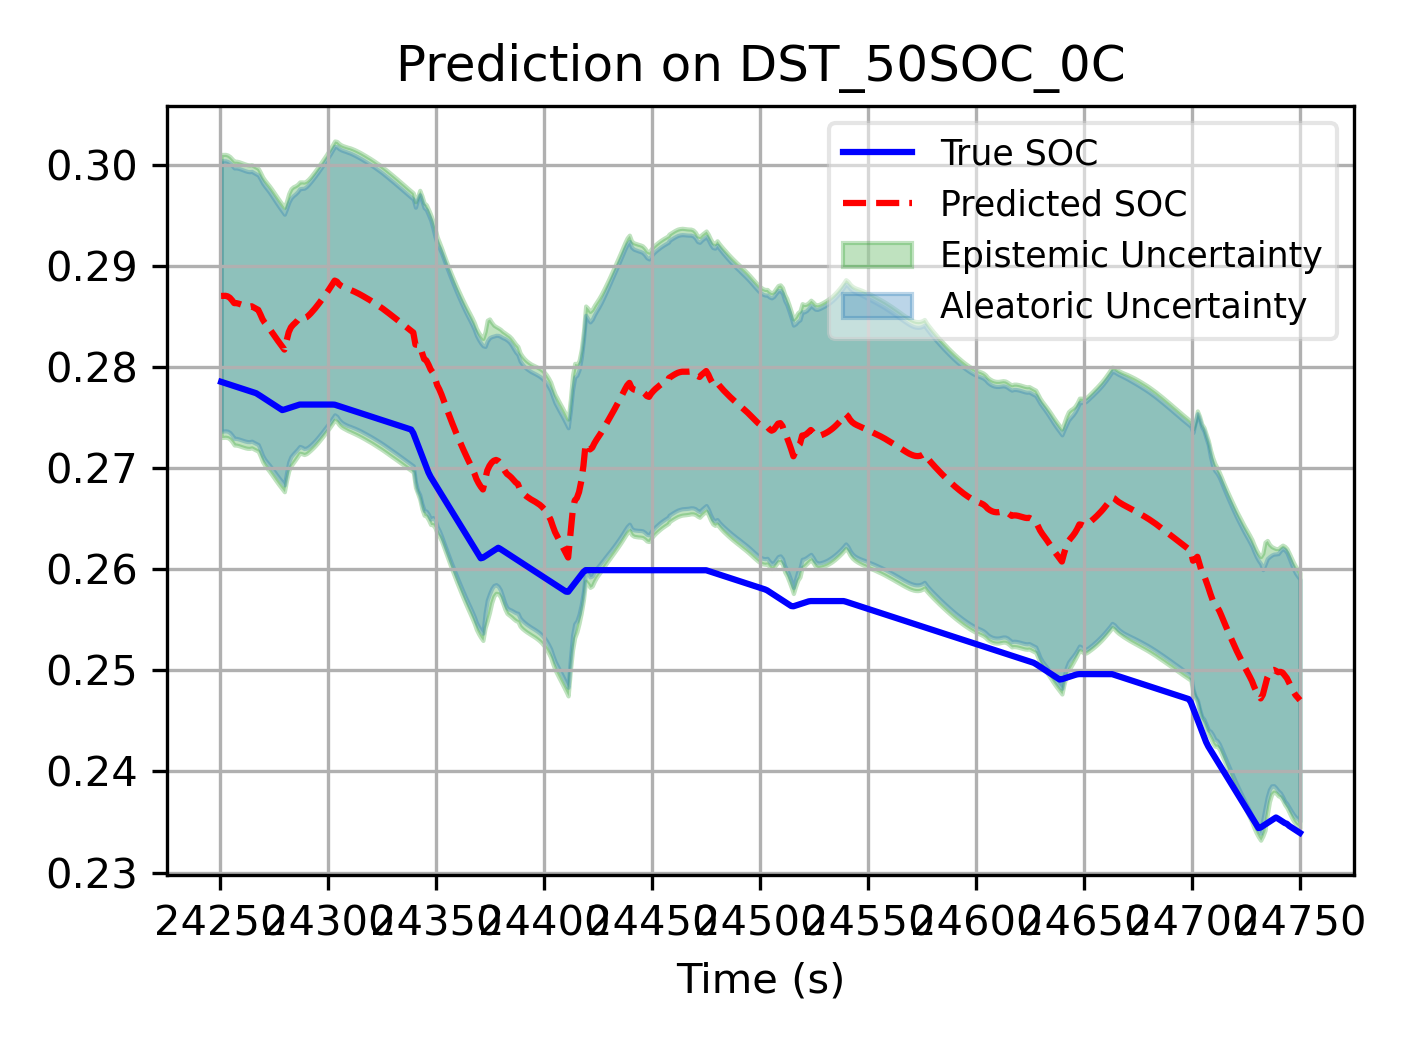 Prediction on DST_50SOC_0C
True SOC
Predicted SOC
Epistemic Uncertainty
Aleatoric Uncertainty
0.30
0.29
0.28
0.27
0.26
0.25
0.24
0.23
24250 24300 24350 24400 24450 24500 24550 24600 24650 24700 24750
Time (s)